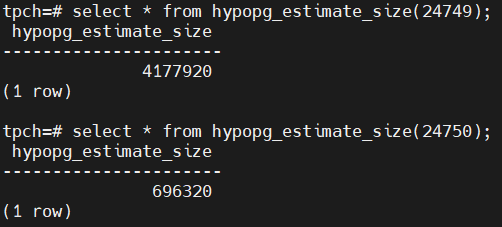 tpch=# select * from hypopg_estimate_size(24749);
 hypopg_estimate_size
----------------------
              4177920
(1 row)

tpch=# select * from hypopg_estimate_size(24750);
 hypopg_estimate_size
----------------------
               696320
(1 row)